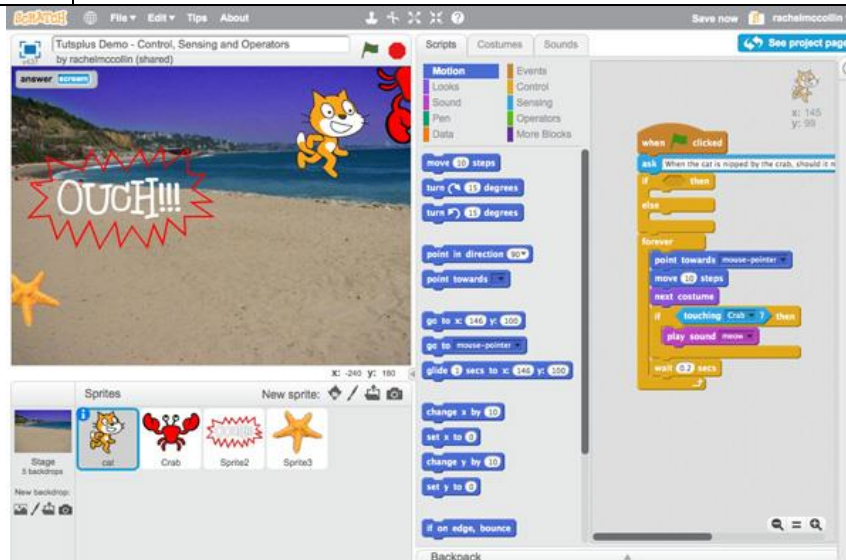 SCRATCH File Edit Tips About Save now rachelmccollin
Tutsplus Demo - Control, Sensing and Operators
by rachelmccollin (shared)
v437
answer scream
OUCH!!!
X: -240 y: 180
Sprites New sprite:
Stage
5 backdrops
New backdrop:
cat
Crab
OUCH!!!
Sprite2
Sprite3
Scripts Costumes Sounds
See project page
Motion
Looks
Sound
Pen
Data
Events
Control
Sensing
Operators
More Blocks
move 10 steps
turn 15 degrees
turn 15 degrees
point in direction 90
point towards
go to x: 146 y: 100
go to mouse-pointer
glide 1 secs to x: 146 y: 100
change x by 10
set x to 0
change y by 10
set y to 0
if on edge, bounce
x: 145
y: 99
when clicked
ask When the cat is nipped by the crab, should it
if then
else
forever
point towards mouse-pointer
move 10 steps
next costume
if touching Crab ? then
play sound meow
wait 0.2 secs
Backpack